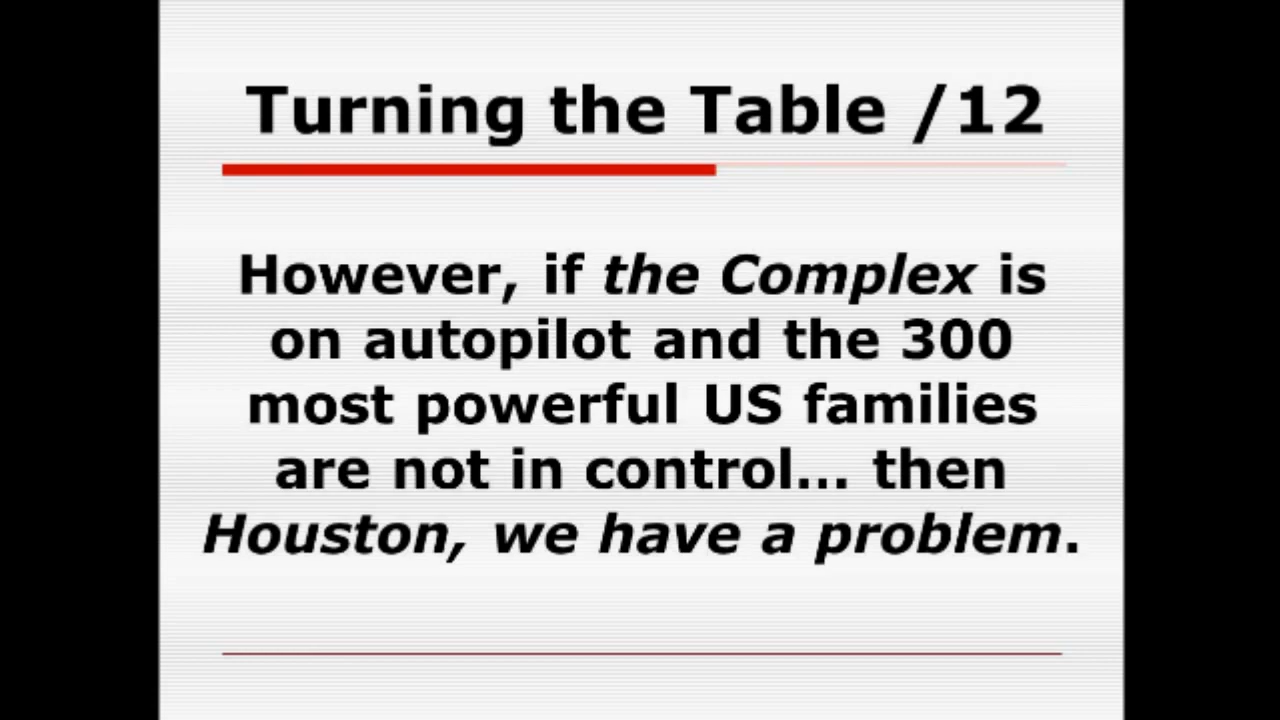 Turning the Table /12
However, if the Complex is
on autopilot and the 300
most powerful US families
are not in control... then
Houston, we have a problem.